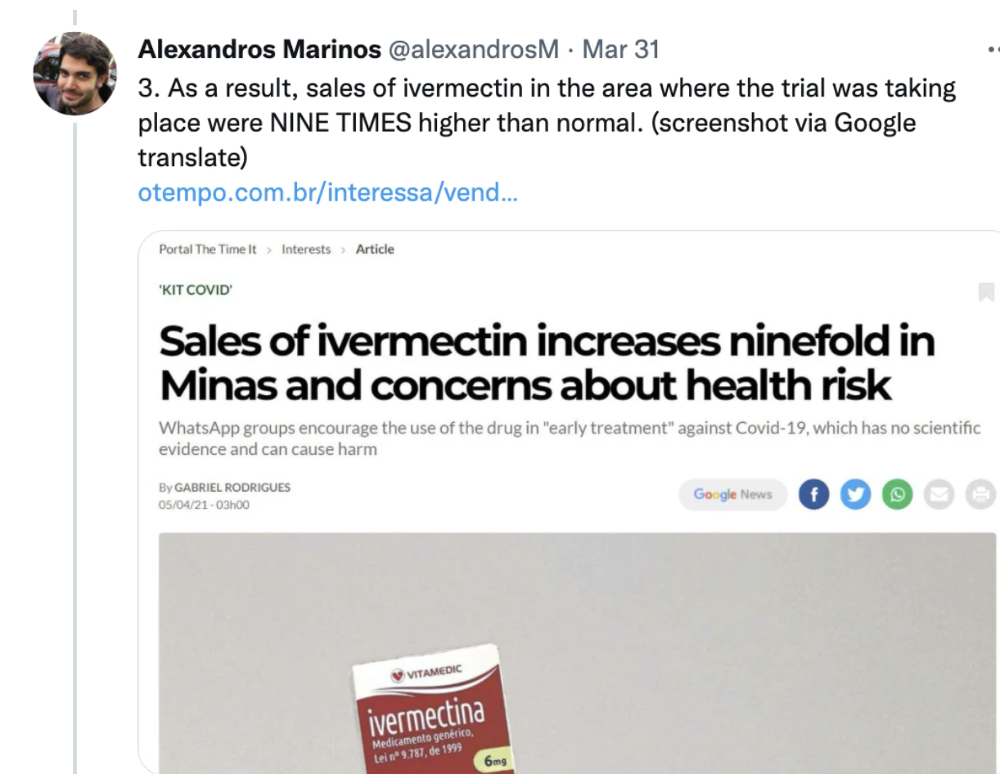 Alexandros Marinos @alexandrosM · Mar 31
3. As a result, sales of ivermectin in the area where the trial was taking
place were NINE TIMES higher than normal. (screenshot via Google
translate)
otempo.com.br/interessa/vend...
Portal The Time It > Interests > Article
'KIT COVID'
Sales of ivermectin increases ninefold in
Minas and concerns about health risk
WhatsApp groups encourage the use of the drug in "early treatment" against Covid-19, which has no scientific
evidence and can cause harm
By GABRIEL RODRIGUES
05/04/21 - 03h00
Google News
VITAMEDIC
ivermectina
Medicamento genérico,
Lei nº 9.787, de 1999
6mg